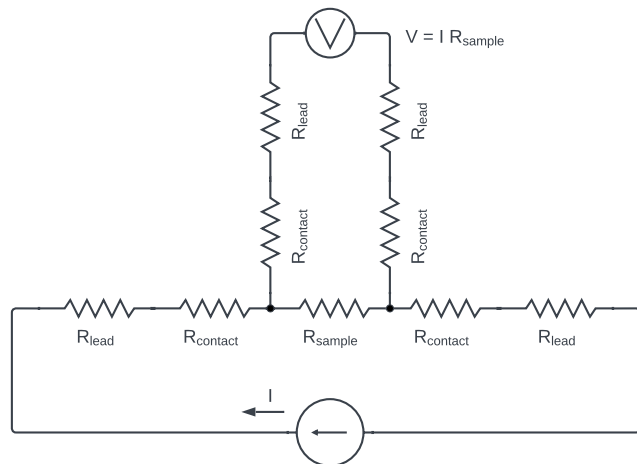 V = I Rsample
Rlead
Rlead
Rcontact
Rcontact
Rlead
Rcontact
Rsample
Rcontact
Rlead
I